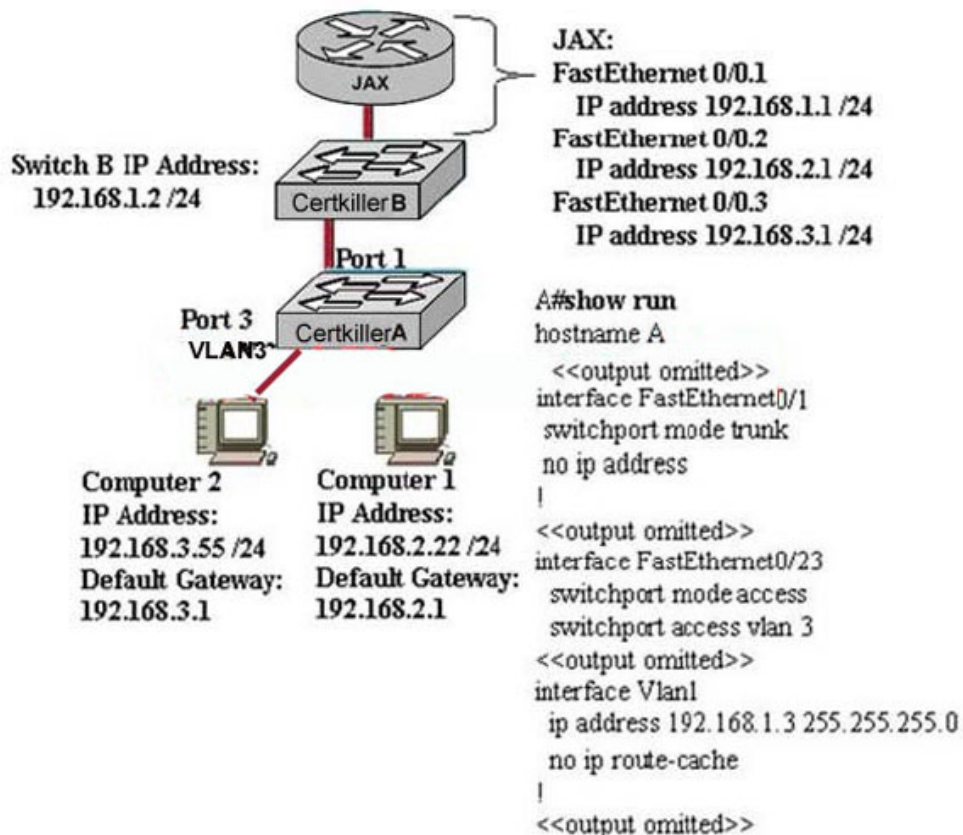 JAX
JAX:
FastEthernet 0/0.1
IP address 192.168.1.1 /24
FastEthernet 0/0.2
IP address 192.168.2.1 /24
FastEthernet 0/0.3
IP address 192.168.3.1 /24
Switch B IP Address:
192.168.1.2 /24
Certkiller B
Port 1
Port 3
VLAN3
CertkillerA
Computer 2
IP Address:
192.168.3.55 /24
Default Gateway:
192.168.3.1
Computer 1
IP Address:
192.168.2.22 /24
Default Gateway:
192.168.2.1
A#show run
hostname A
<<output omitted>>
interface FastEthernet0/1
switchport mode trunk
no ip address
!
<<output omitted>>
interface FastEthernet0/23
switchport mode access
switchport access vlan 3
<<output omitted>>
interface Vlan1
ip address 192.168.1.3 255.255.255.0
no ip route-cache
!
<<output omitted>>